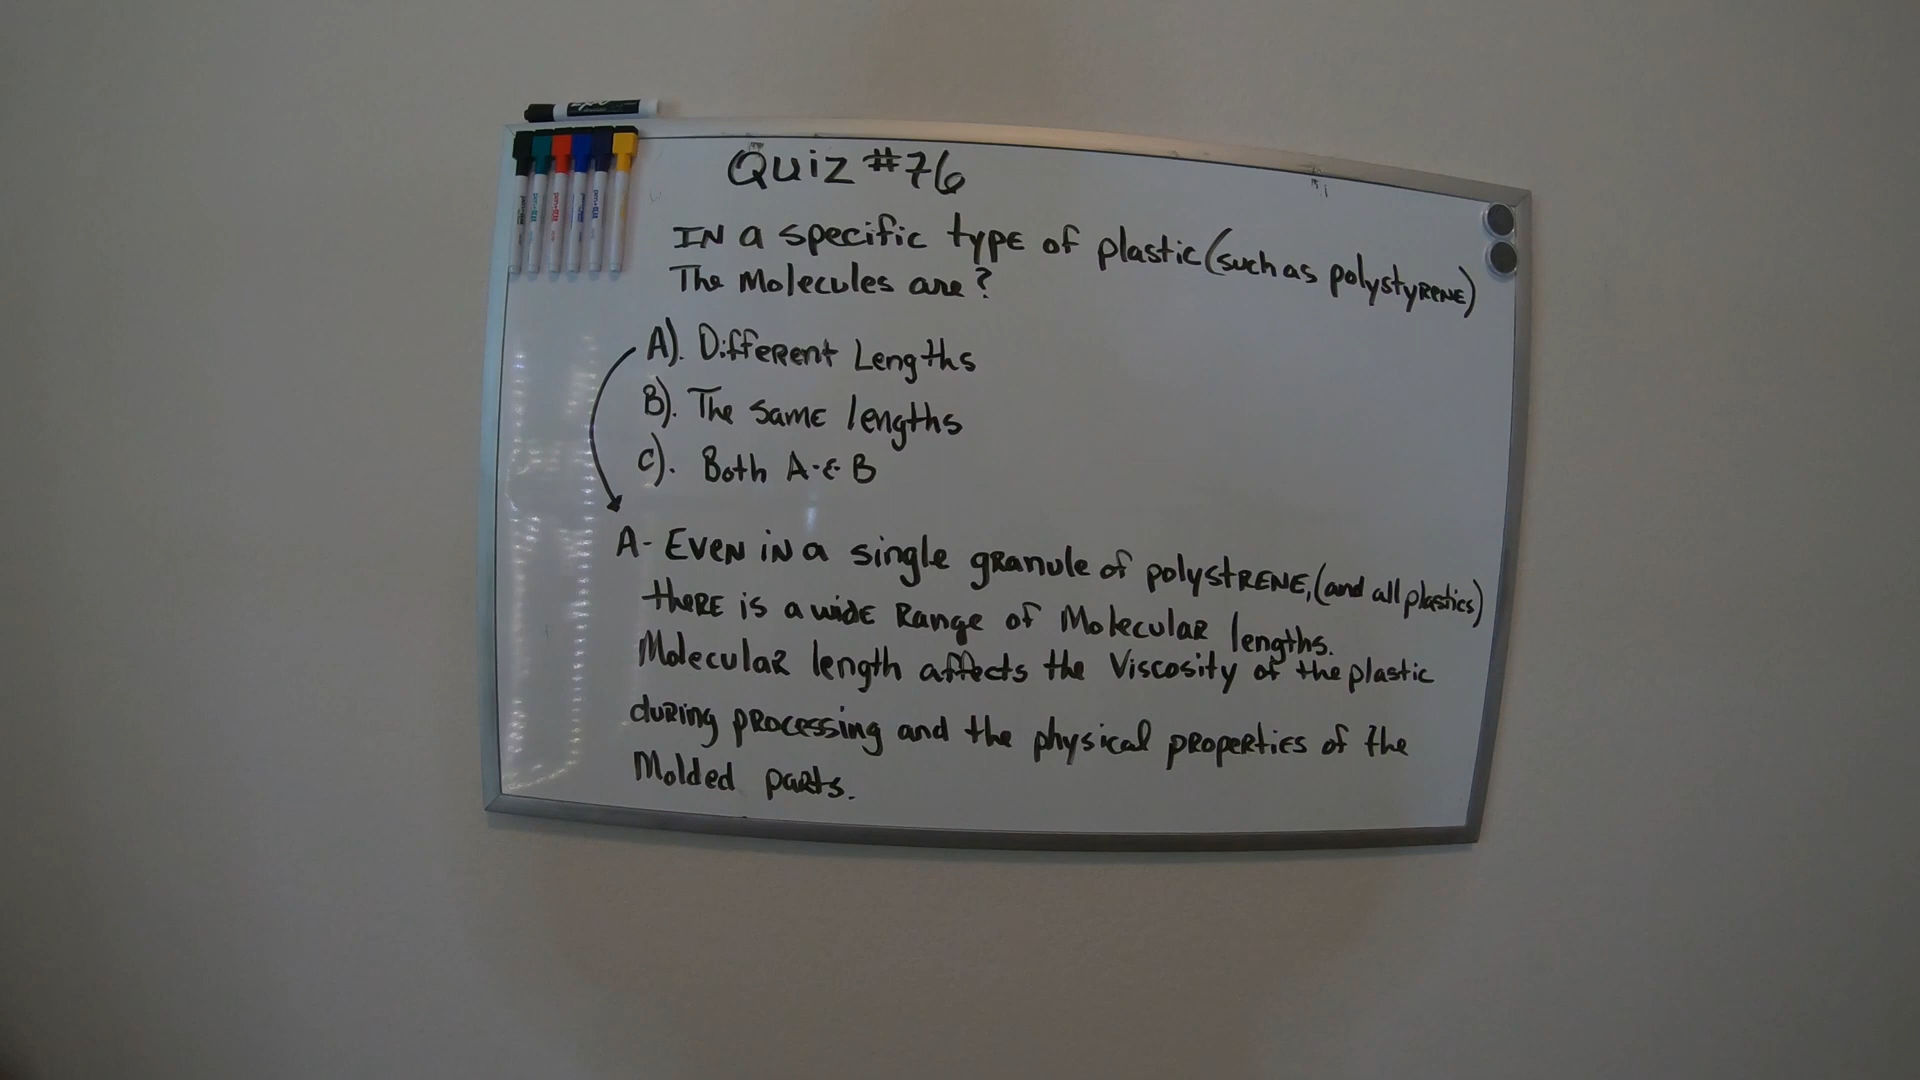 Quiz #76
IN a specific type of plastic (such as polystyrene)
The Molecules are?
A). Different Lengths
B). The same lengths
C). Both A & B
A- Even in a single granule of polystrene, (and all plastics)
there is a wide Range of Molecular lengths.
Molecular length affects the Viscosity of the plastic
during processing and the physical properties of the
Molded parts.